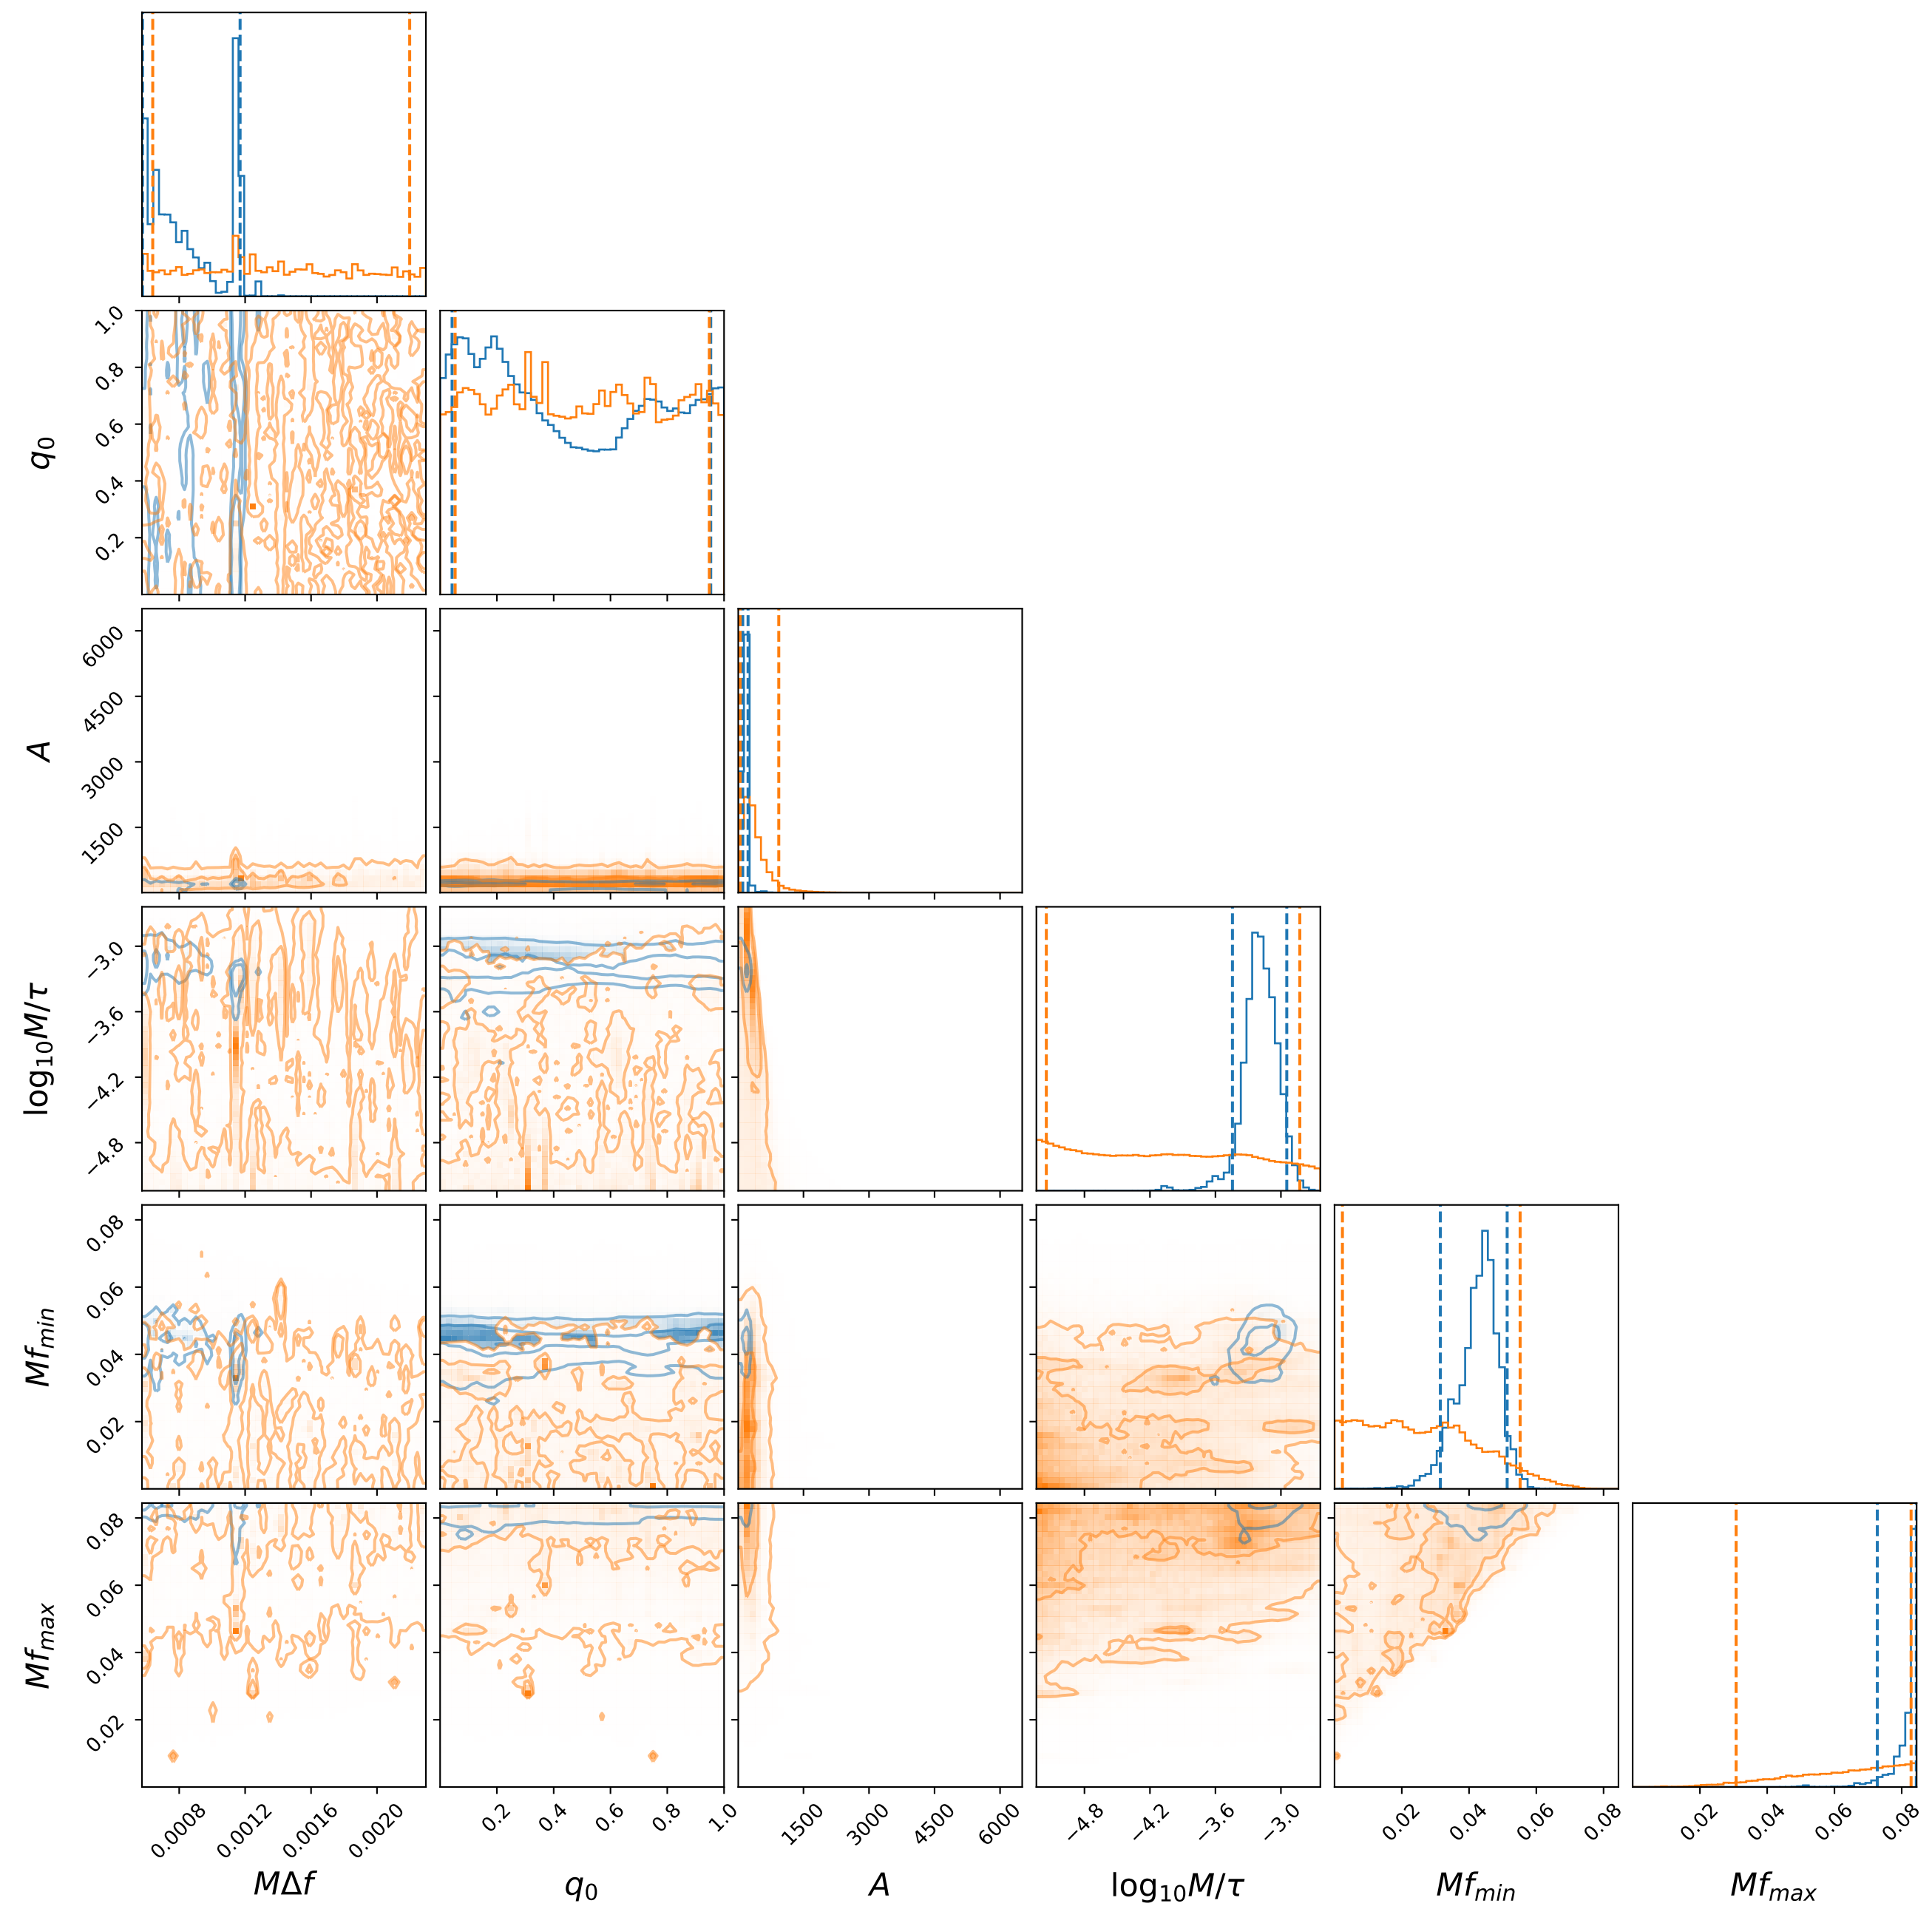 1.0
0.8
0.6
0.4
0.2
q0
6000
4500
3000
1500
A
−3.0
−3.6
−4.2
−4.8
log10M/τ
0.08
0.06
0.04
0.02
Mfmin
0.08
0.06
0.04
0.02
Mfmax
0.0008 0.0012 0.0016 0.0020
0.2 0.4 0.6 0.8 1.0
1500 3000 4500 6000
−4.8 −4.2 −3.6 −3.0
0.02 0.04 0.06 0.08
0.02 0.04 0.06 0.08
MΔf q0 A log10M/τ Mfmin Mfmax